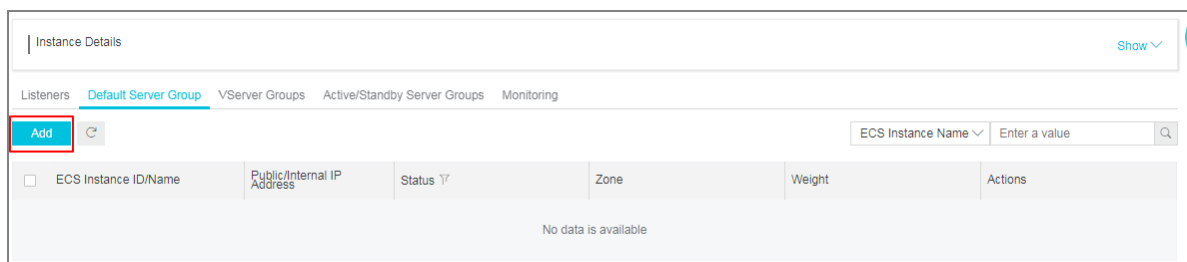 Instance Details
Show
Listeners Default Server Group VServer Groups Active/Standby Server Groups Monitoring
Add ECS Instance Name Enter a value
ECS Instance ID/Name Public/Internal IP Address Status Zone Weight Actions
No data is available